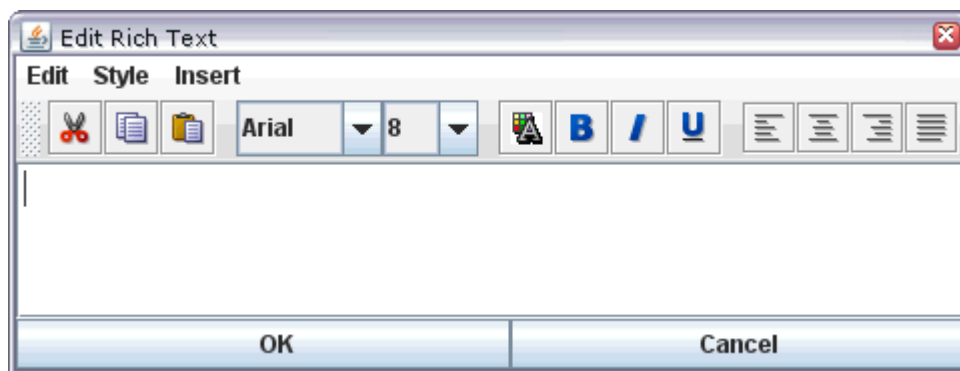 Edit Rich Text
Edit Style Insert
Arial 8 A B I U
OK Cancel